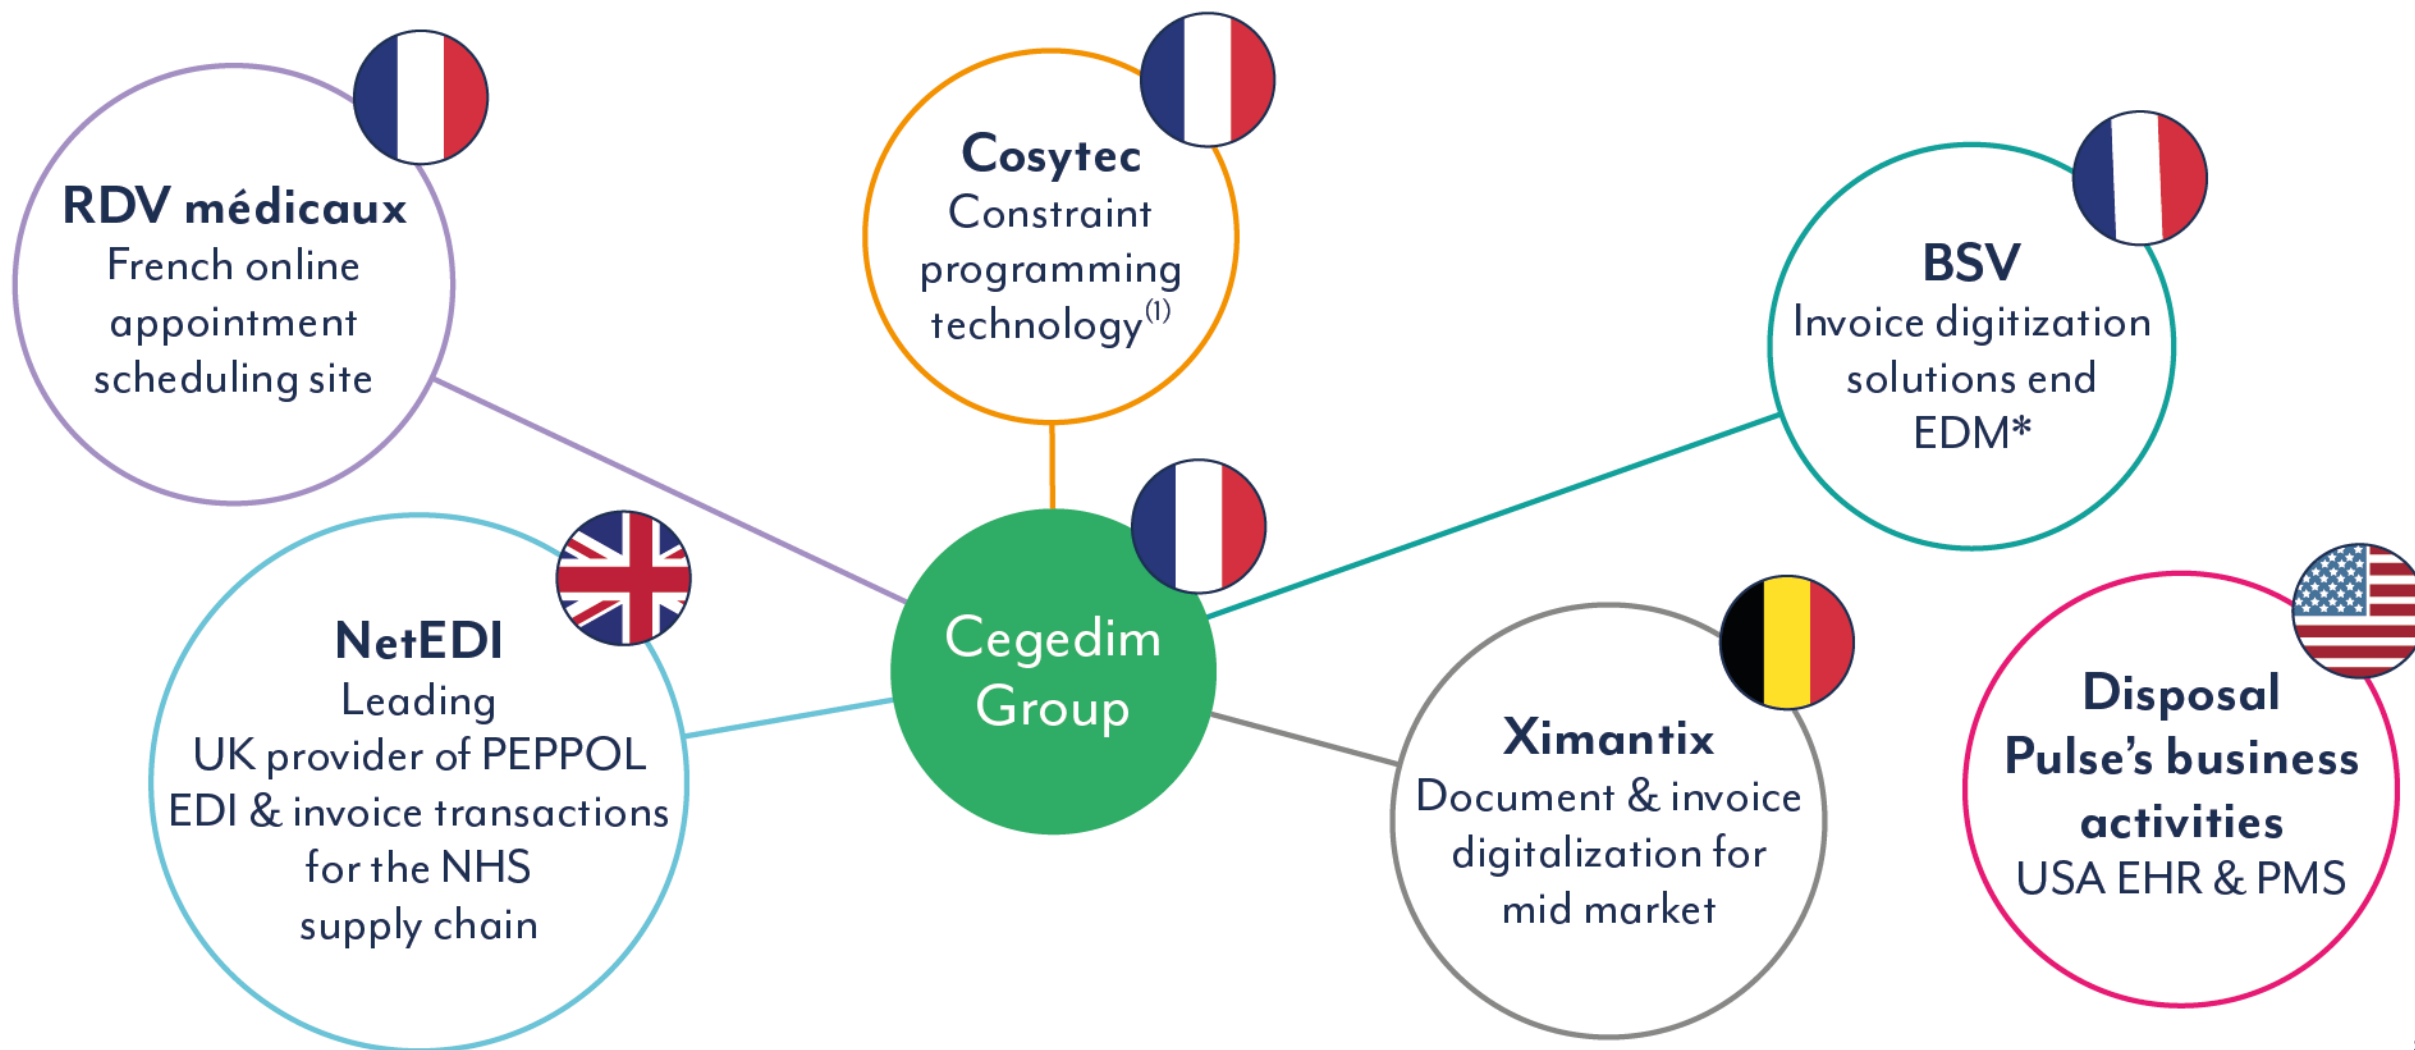 RDV médicaux
French online
appointment
scheduling site
Cosytec
Constraint
programming
technology(1)
BSV
Invoice digitization
solutions end
EDM*
NetEDI
Leading
UK provider of PEPPOL
EDI & invoice transactions
for the NHS
supply chain
Cegedim
Group
Ximantix
Document & invoice
digitalization for
mid market
Disposal
Pulse’s business
activities
USA EHR & PMS